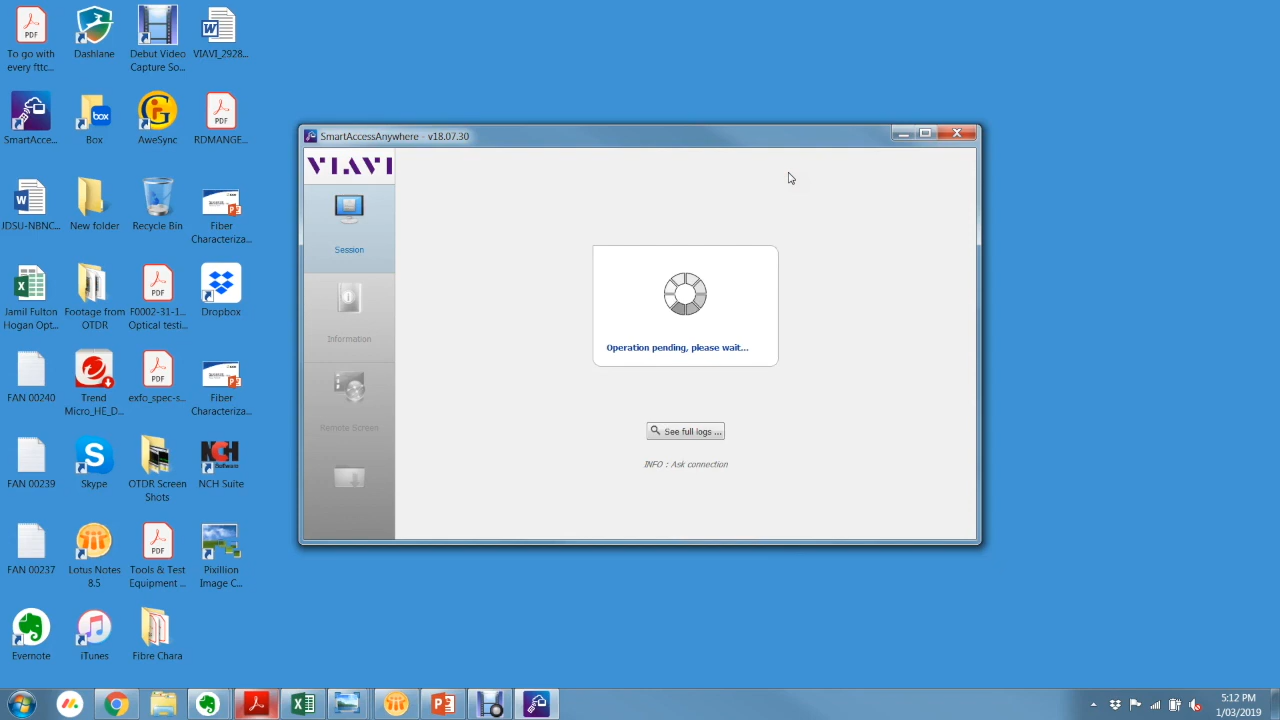 To go with
every fttc...
Dashlane
Debut Video
Capture So...
VIAVI_2928...
SmartAcce...
Box
AweSync
RDMANGE...
JDSU-NBNC...
New folder
Recycle Bin
Fiber
Characteriza...
Jamil Fulton
Hogan Opt...
Footage from
OTDR
F0002-31-1...
Optical testi...
Dropbox
FAN 00240
Trend
Micro_HE_D...
exfo_spec-s...
Fiber
Characteriza...
FAN 00239
Skype
OTDR Screen
Shots
NCH Suite
FAN 00237
Lotus Notes
8.5
Tools & Test
Equipment ...
Pixillion
Image C...
Evernote
iTunes
Fibre Chara
SmartAccessAnywhere - v18.07.30
VIAVI
Session
Information
Remote Screen
Operation pending, please wait...
See full logs ...
INFO : Ask connection
5:12 PM
1/03/2019